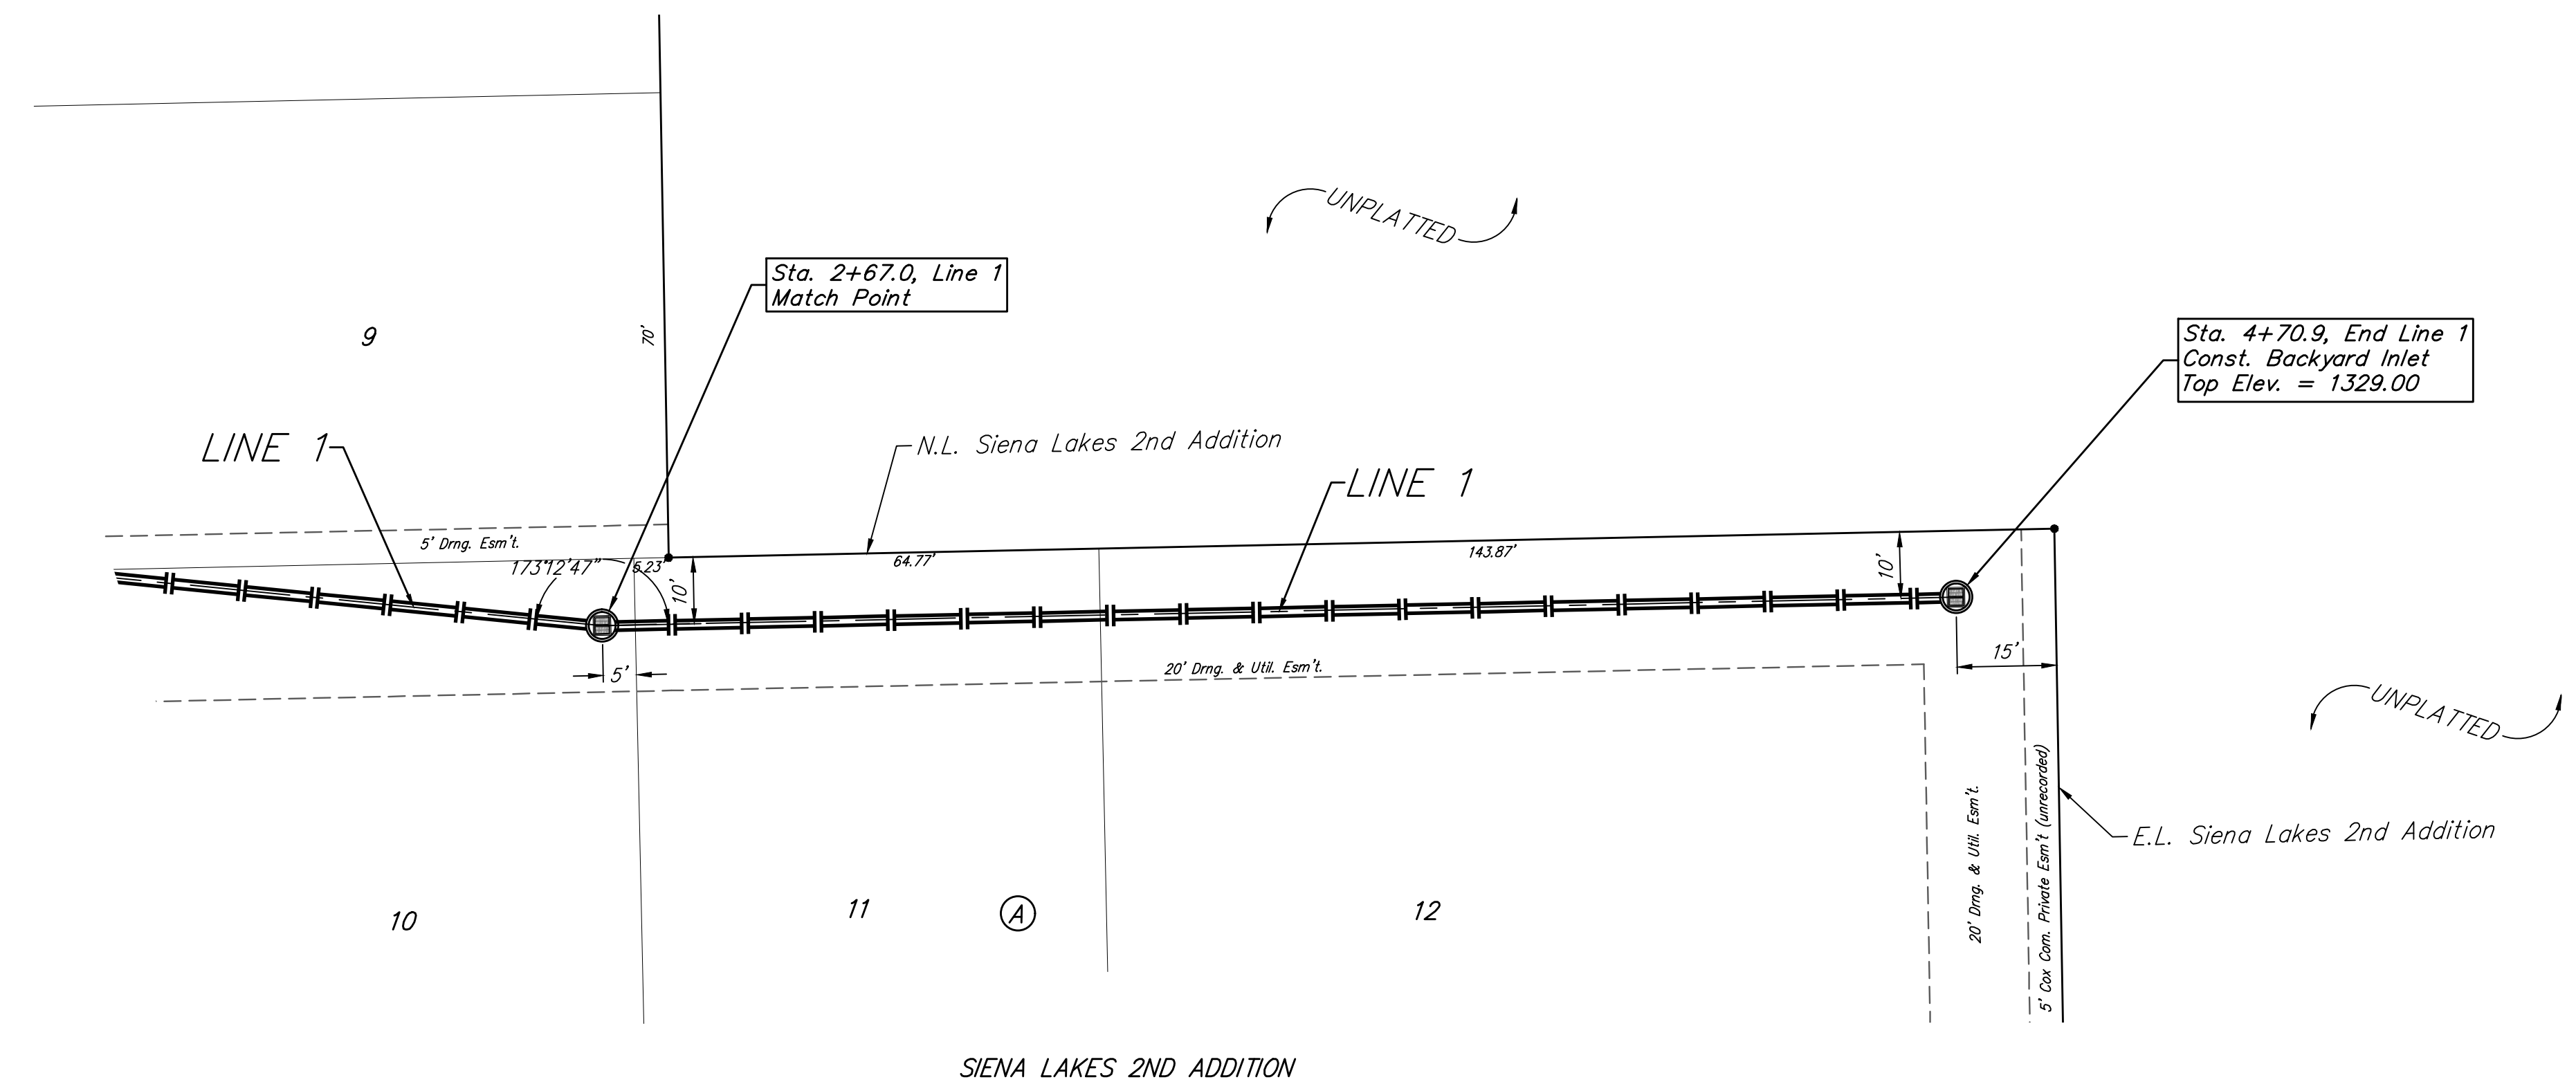 UNPLATTED
Sta. 2+67.0, Line 1
Match Point
9
70'
Sta. 4+70.9, End Line 1
Const. Backyard Inlet
Top Elev. = 1329.00
LINE 1
N.L. Siena Lakes 2nd Addition
LINE 1
5' Drng. Esm't.
173°12'47"
5.23'
10'
64.77'
143.87'
10'
5'
20' Drng. & Util. Esm't.
15'
UNPLATTED
20' Drng. & Util. Esm't.
5' Cox Com. Private Esm't (unrecorded)
E.L. Siena Lakes 2nd Addition
10
11
A
12
SIENA LAKES 2ND ADDITION